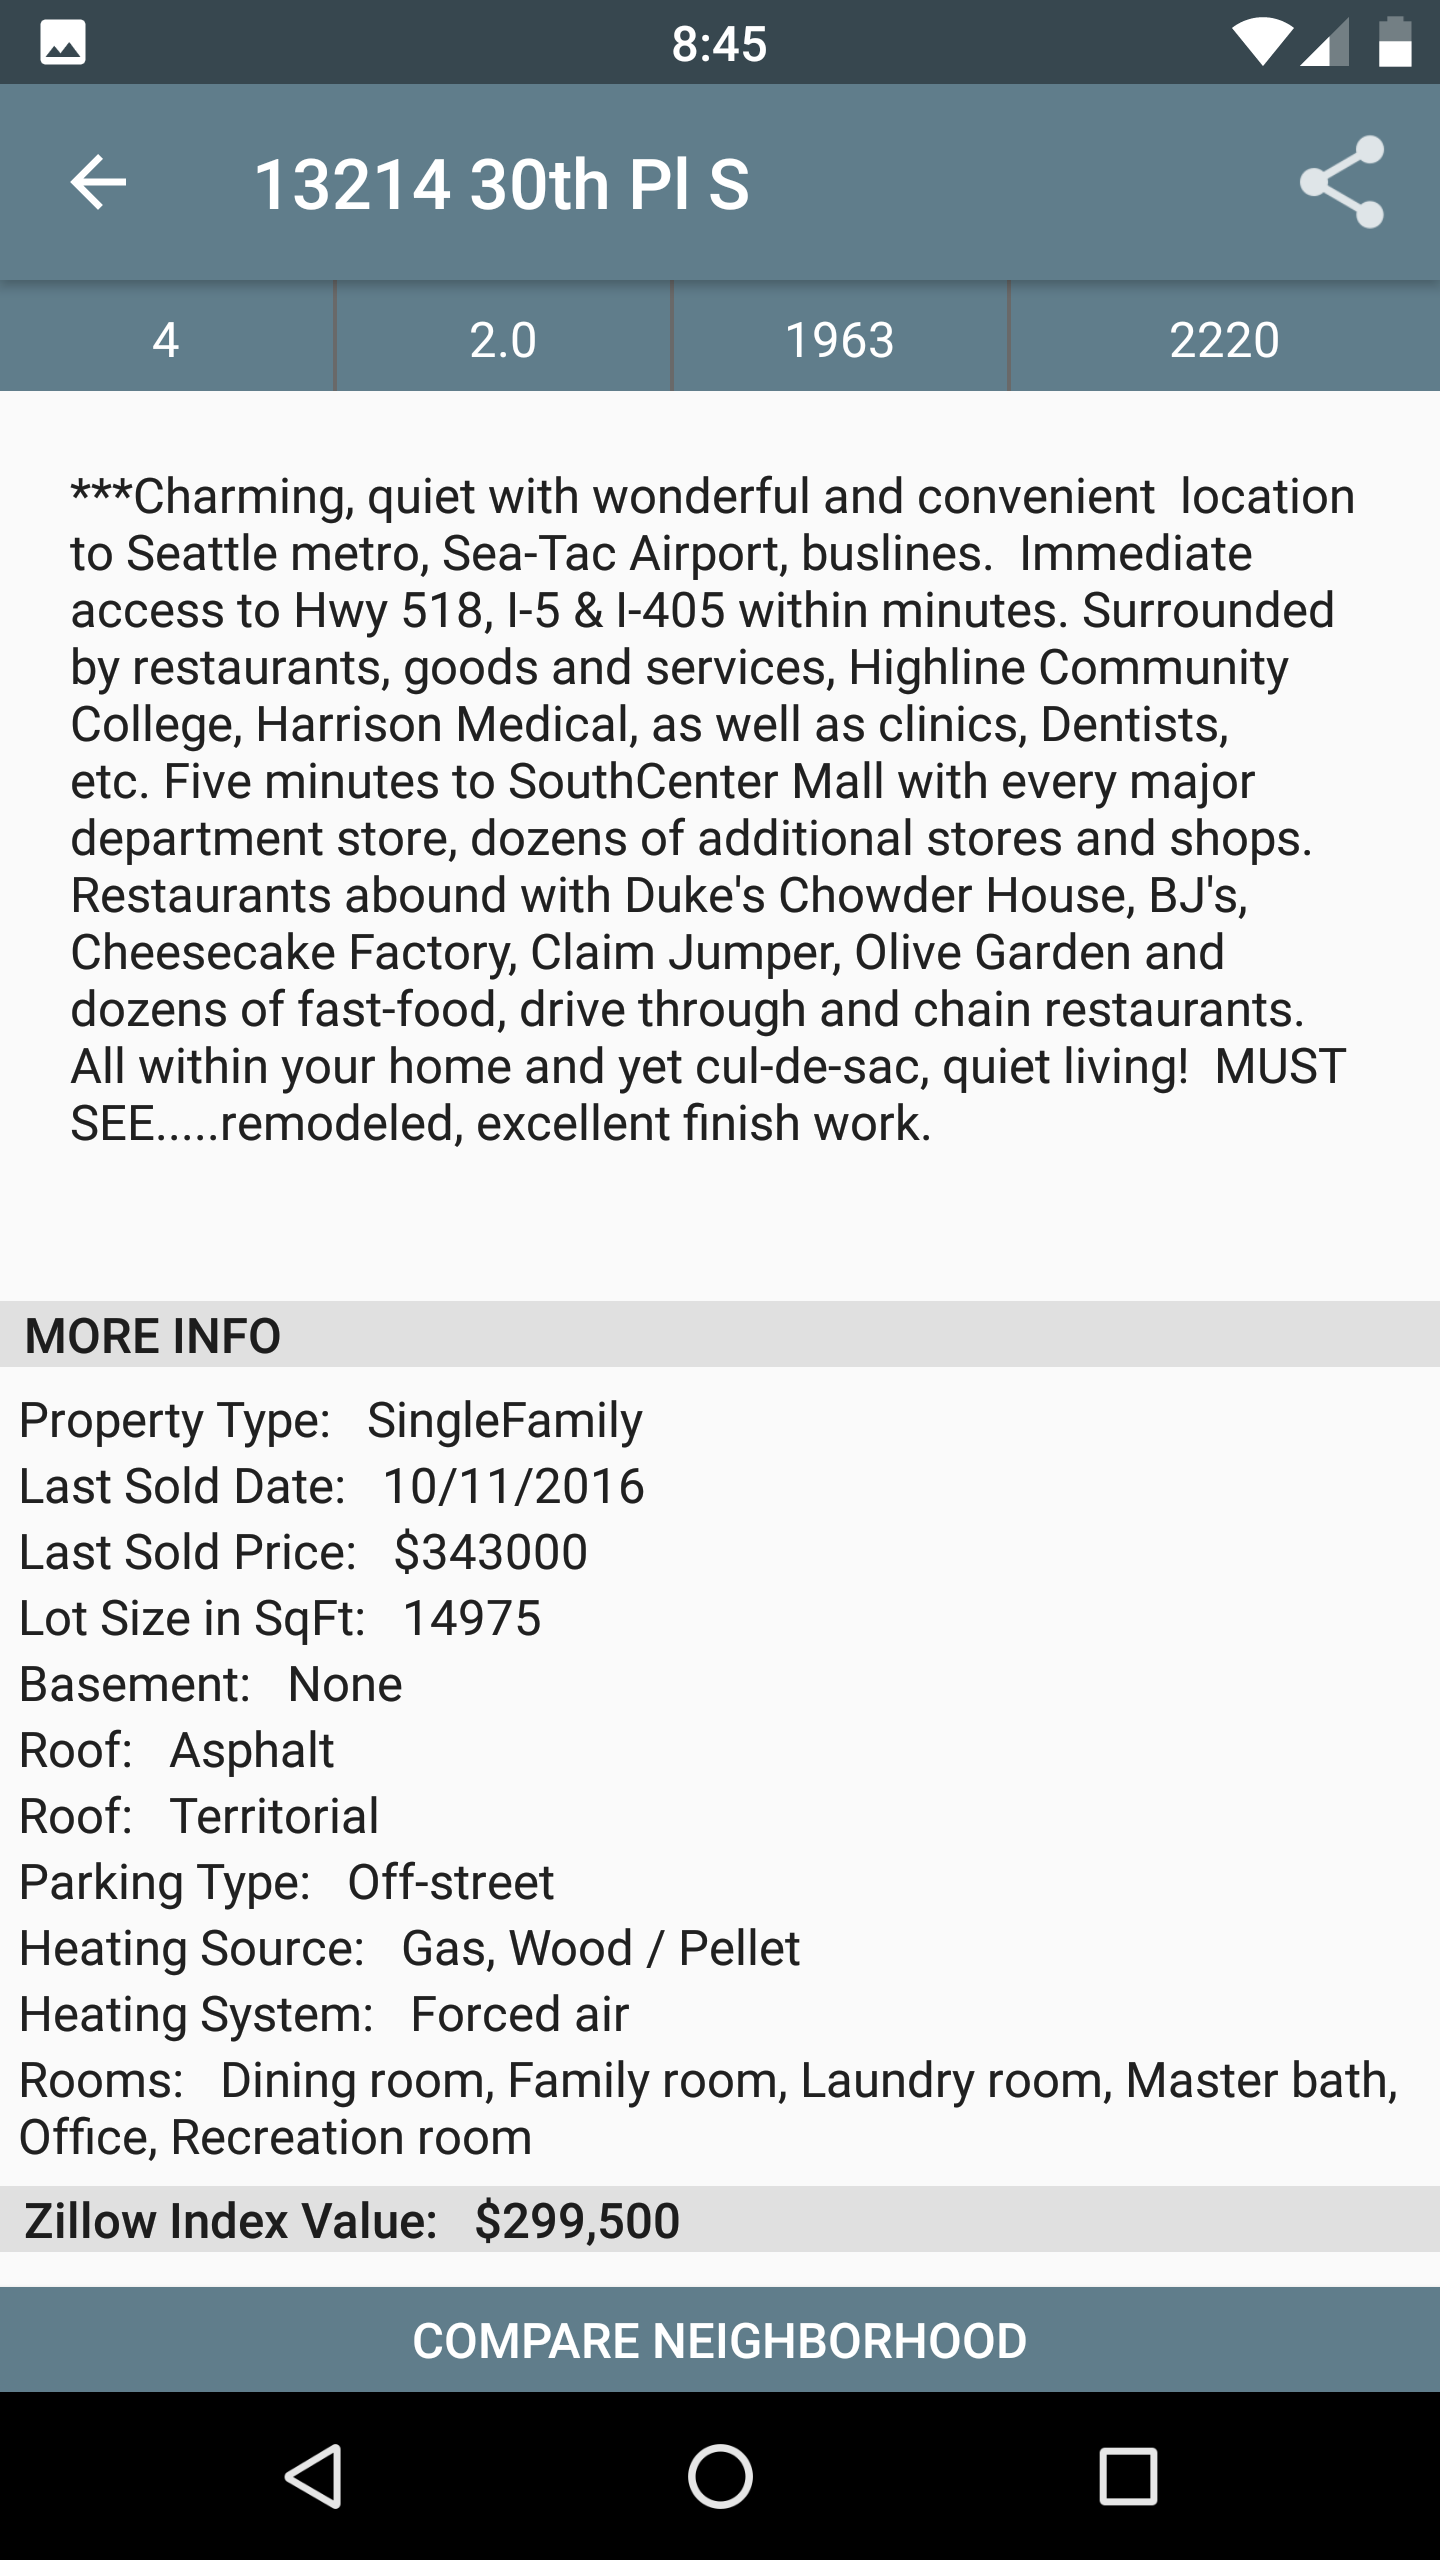 8:45
13214 30th Pl S
4 2.0 1963 2220
***Charming, quiet with wonderful and convenient  location
to Seattle metro, Sea-Tac Airport, buslines.  Immediate
access to Hwy 518, I-5 & I-405 within minutes. Surrounded
by restaurants, goods and services, Highline Community
College, Harrison Medical, as well as clinics, Dentists,
etc. Five minutes to SouthCenter Mall with every major
department store, dozens of additional stores and shops.
Restaurants abound with Duke's Chowder House, BJ's,
Cheesecake Factory, Claim Jumper, Olive Garden and
dozens of fast-food, drive through and chain restaurants.
All within your home and yet cul-de-sac, quiet living!  MUST
SEE.....remodeled, excellent finish work.
MORE INFO
Property Type:   SingleFamily
Last Sold Date:   10/11/2016
Last Sold Price:   $343000
Lot Size in SqFt:   14975
Basement:   None
Roof:   Asphalt
Roof:   Territorial
Parking Type:   Off-street
Heating Source:   Gas, Wood / Pellet
Heating System:   Forced air
Rooms:   Dining room, Family room, Laundry room, Master bath,
Office, Recreation room
Zillow Index Value:   $299,500
COMPARE NEIGHBORHOOD